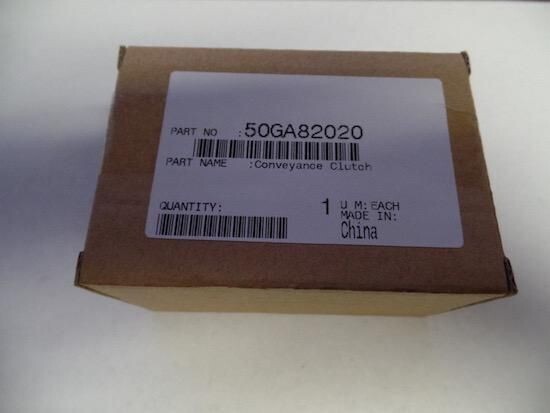 PART NO :50GA82020
PART NAME :Conveyance Clutch
QUANTITY: 1 U M: EACH
MADE IN:
China